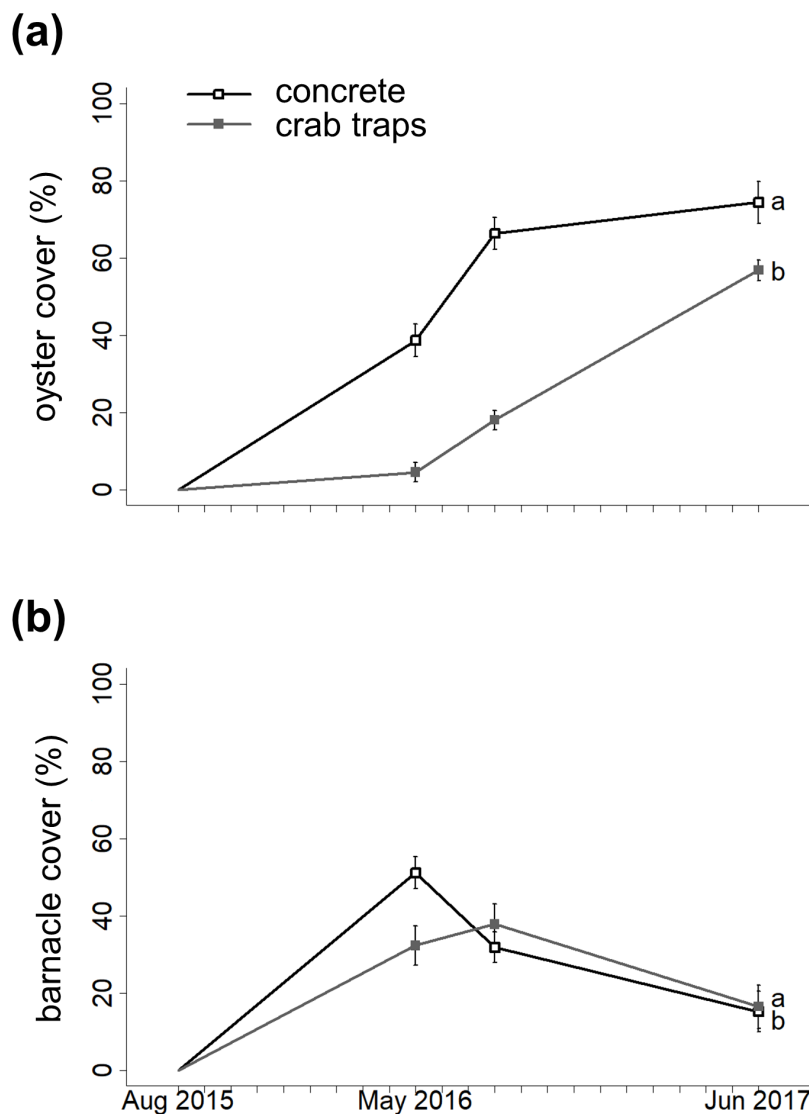 (a)
concrete
crab traps
oyster cover (%)
100
80
60
40
20
0
a
b
(b)
barnacle cover (%)
100
80
60
40
20
0
a
b
Aug 2015
May 2016
Jun 2017